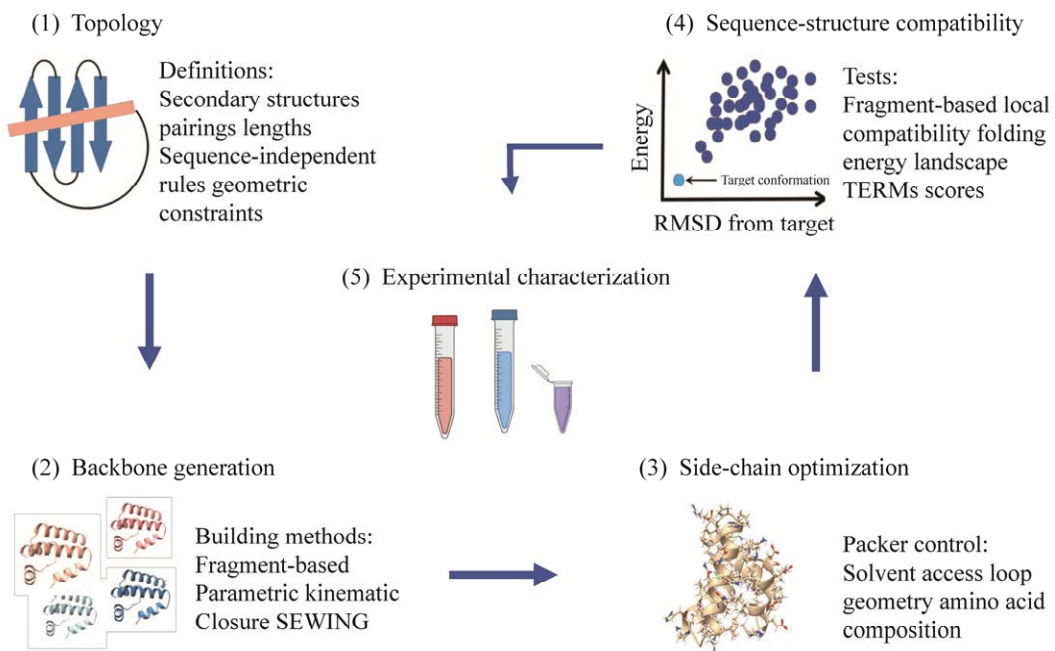 (1) Topology
Definitions:
Secondary structures
pairings lengths
Sequence-independent
rules geometric
constraints
(4) Sequence-structure compatibility
Energy
Target conformation
RMSD from target
Tests:
Fragment-based local
compatibility folding
energy landscape
TERMs scores
(5) Experimental characterization
(2) Backbone generation
Building methods:
Fragment-based
Parametric kinematic
Closure SEWING
(3) Side-chain optimization
Packer control:
Solvent access loop
geometry amino acid
composition